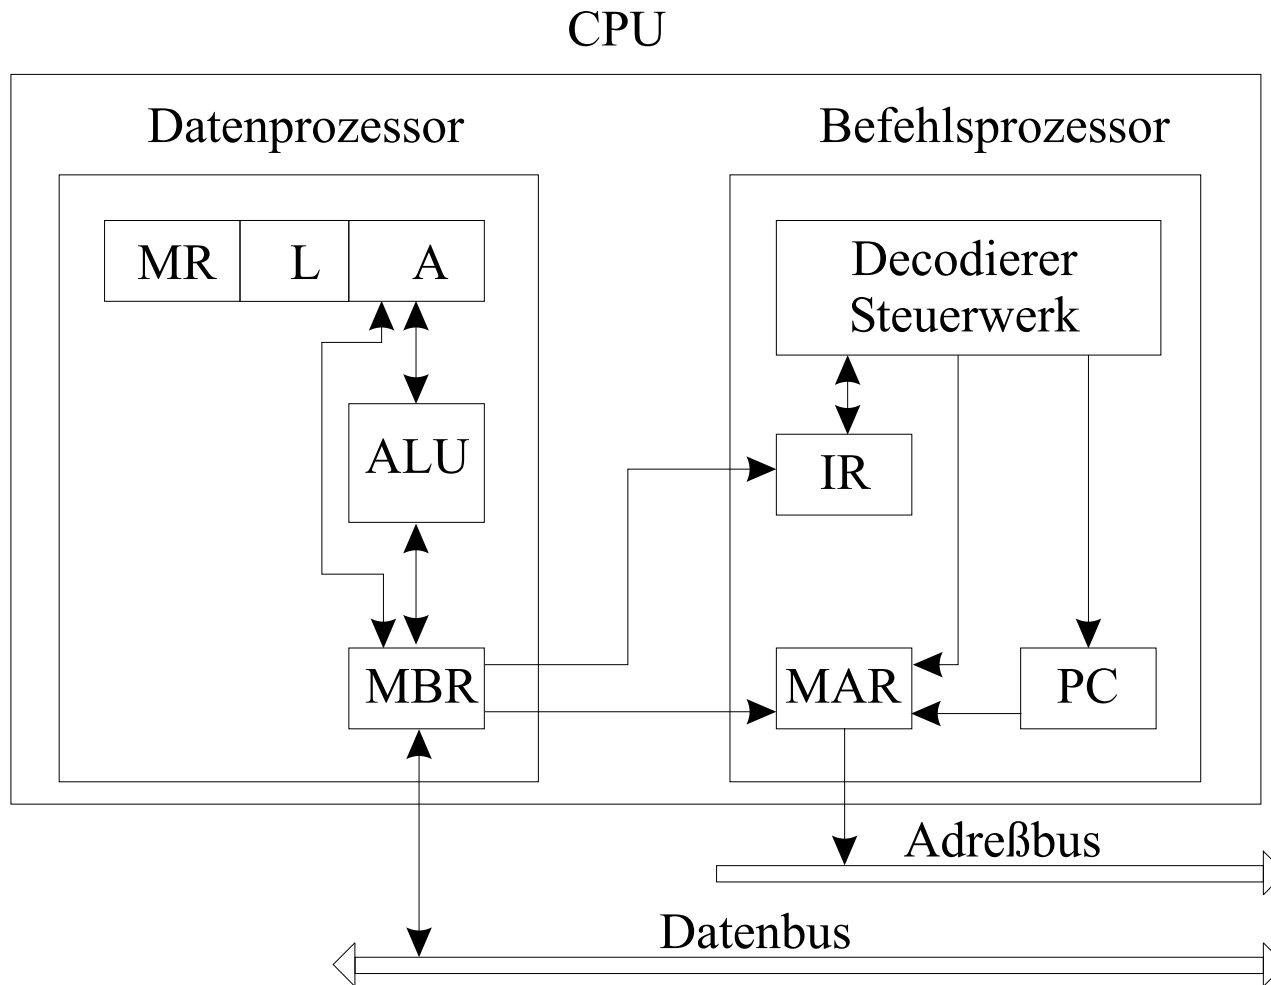 CPU
Datenprozessor
Befehlsprozessor
MR
L
A
Decodierer
Steuerwerk
ALU
IR
MBR
MAR
PC
Adreßbus
Datenbus